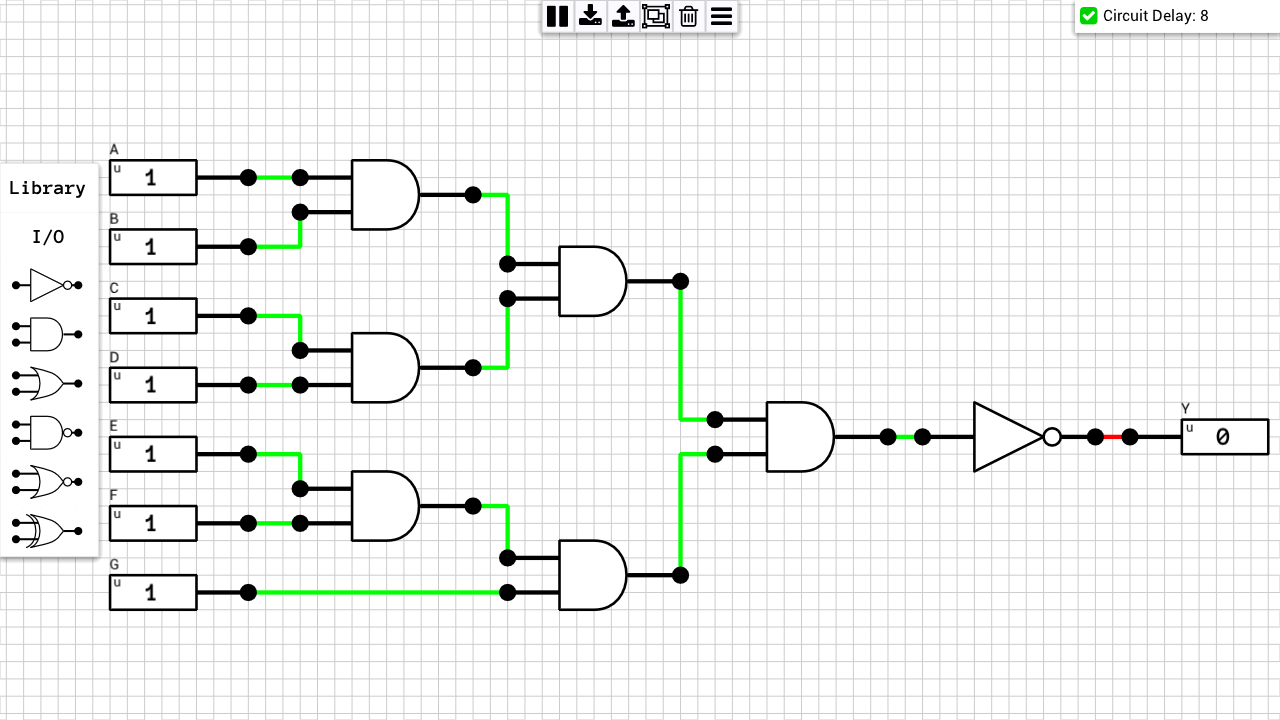 Circuit Delay: 8
Library
I/O
A
u 1
B
u 1
C
u 1
D
u 1
E
u 1
F
u 1
G
u 1
Y
u 0